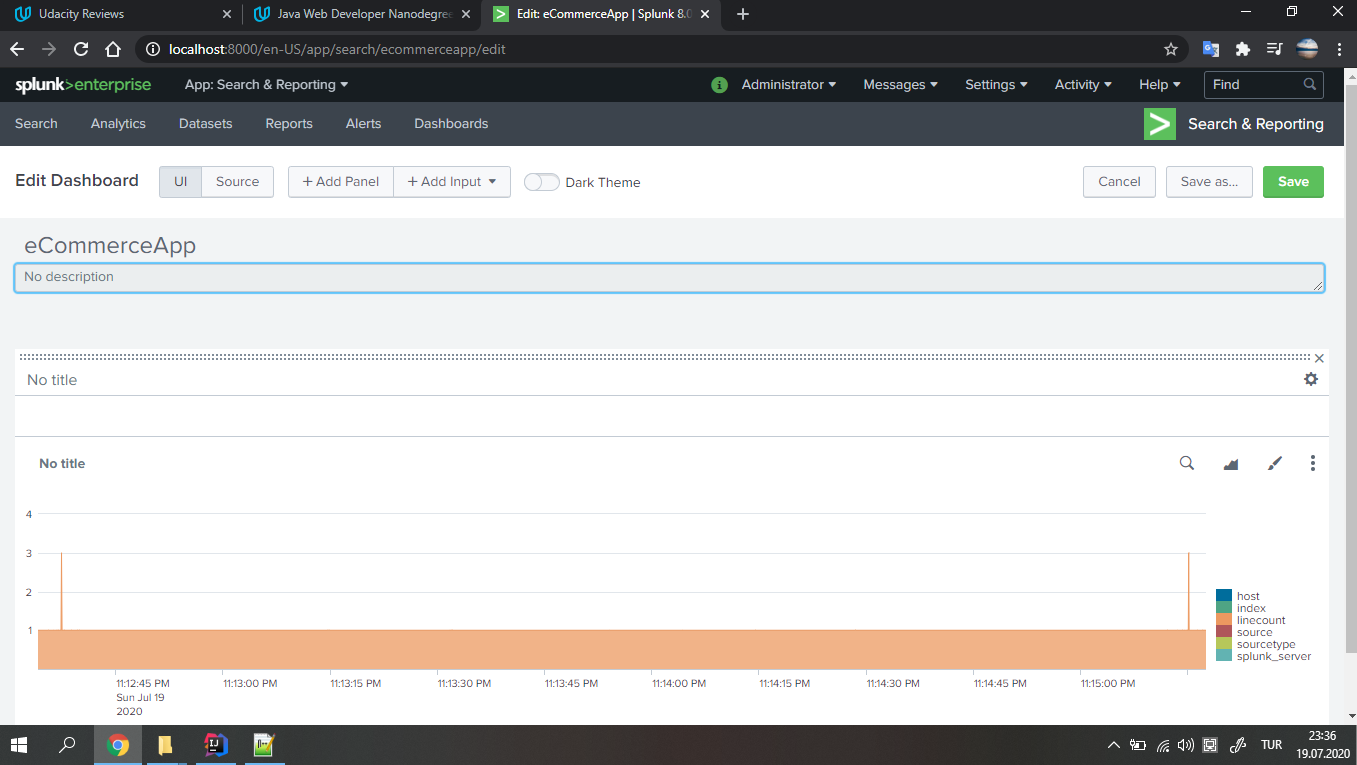 Udacity Reviews
Java Web Developer Nanodegree
Edit: eCommerceApp | Splunk 8.0
localhost:8000/en-US/app/search/ecommerceapp/edit
splunk>enterprise App: Search & Reporting Administrator Messages Settings Activity Help Find
Search Analytics Datasets Reports Alerts Dashboards Search & Reporting
Edit Dashboard UI Source + Add Panel + Add Input Dark Theme Cancel Save as... Save
eCommerceApp
No description
No title
No title
4
3
2
1
host
index
linecount
source
sourcetype
splunk_server
11:12:45 PM 11:13:00 PM 11:13:15 PM 11:13:30 PM 11:13:45 PM 11:14:00 PM 11:14:15 PM 11:14:30 PM 11:14:45 PM 11:15:00 PM
Sun Jul 19
2020
TUR
23:36
19.07.2020